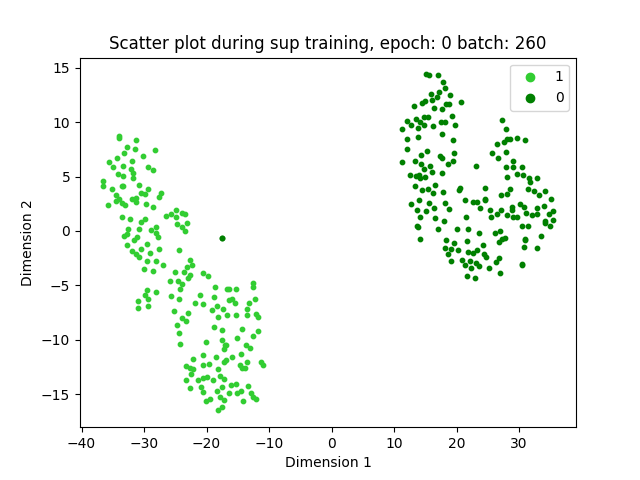 Scatter plot during sup training, epoch: 0 batch: 260
1
0
15
10
5
0
−5
−10
−15
Dimension 2
−40 −30 −20 −10 0 10 20 30
Dimension 1